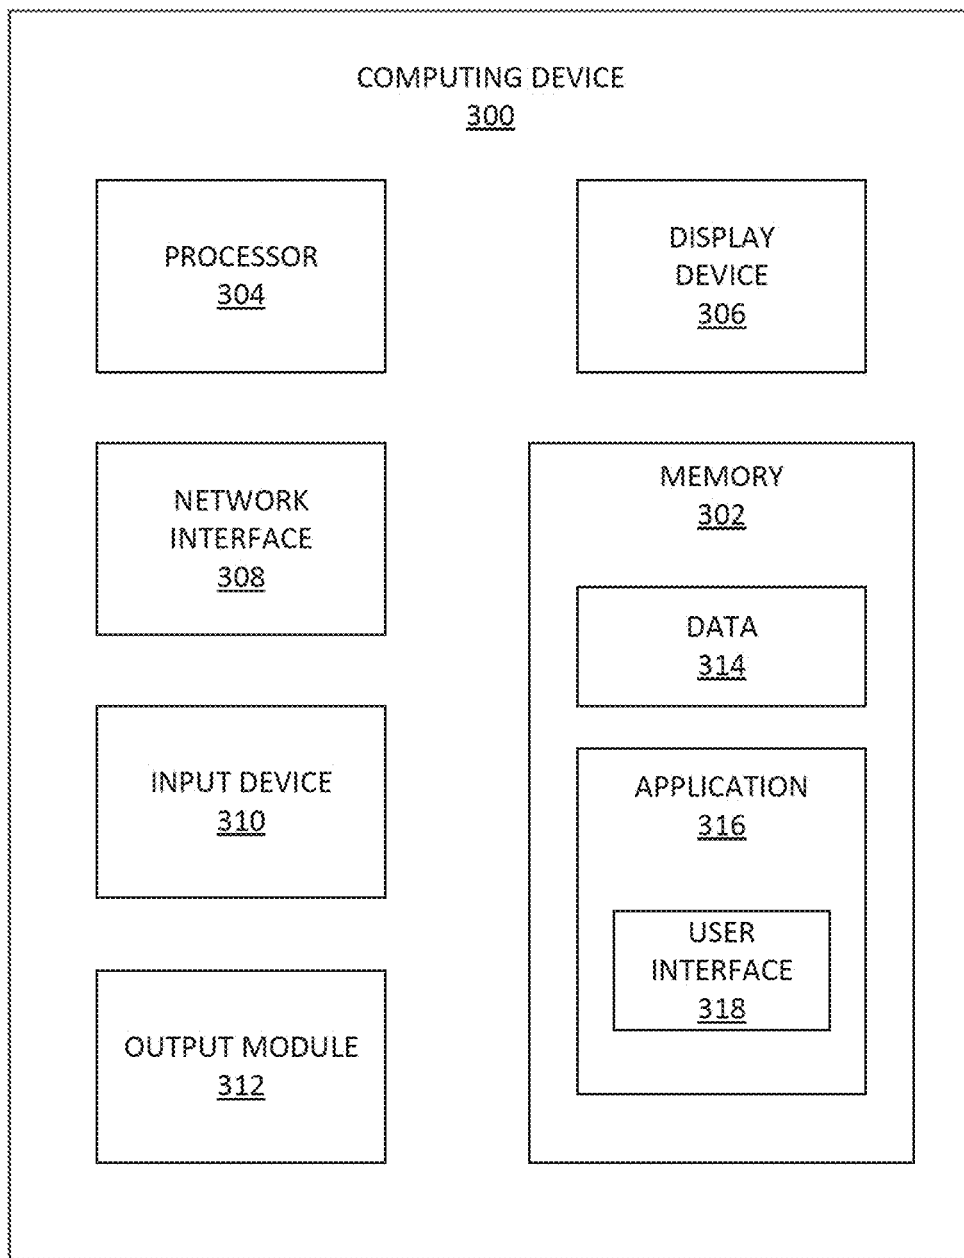 COMPUTING DEVICE
300
PROCESSOR
304
DISPLAY
DEVICE
306
NETWORK
INTERFACE
308
MEMORY
302
DATA
314
INPUT DEVICE
310
APPLICATION
316
USER
INTERFACE
318
OUTPUT MODULE
312